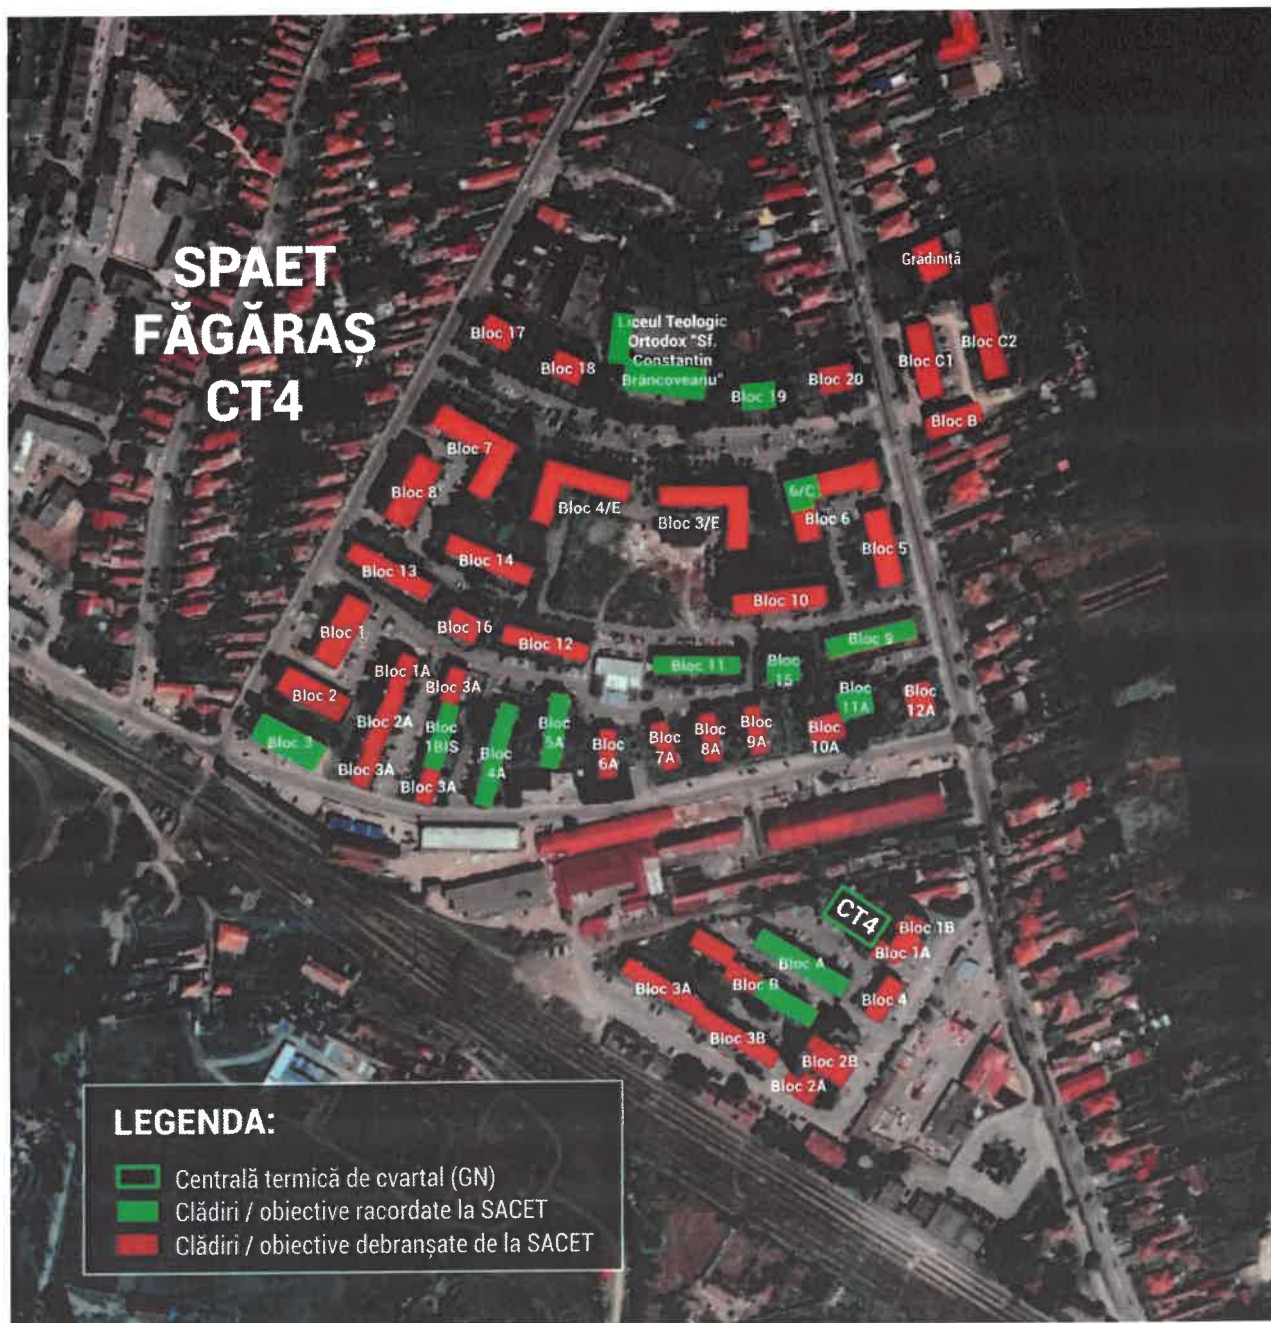 SPAET
FĂGĂRAȘ
CT4
Grădiniță
Bloc 17
Liceul Teologic
Ortodox "Sf.
Constantin
Brâncoveariu"
Bloc 18
Bloc 19
Bloc 20
Bloc C1
Bloc C2
Bloc B
Bloc 7
Bloc 8
Bloc 4/E
Bloc 3/E
6/C
Bloc 6
Bloc 5
Bloc 13
Bloc 14
Bloc 10
Bloc 1
Bloc 16
Bloc 12
Bloc 11
Bloc
15
Bloc 9
Bloc 2
Bloc 1A
Bloc 3A
Bloc 2A
Bloc
1BIS
Bloc
4A
Bloc
5A
Bloc
6A
Bloc
7A
Bloc
8A
Bloc
9A
Bloc
10A
Bloc
11A
Bloc
12A
Bloc 3
Bloc 3A
Bloc 3A
CT4
Bloc 1B
Bloc 1A
Bloc A
Bloc B
Bloc 3A
Bloc 4
Bloc 3B
Bloc 2B
Bloc 2A
LEGENDA:
Centrală termică de cvartal (GN)
Clădiri / obiective racordate la SACET
Clădiri / obiective debranșate de la SACET